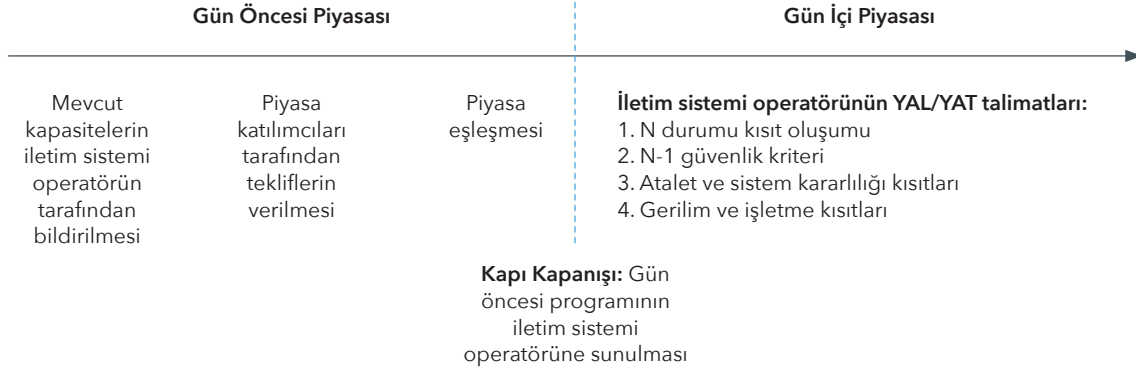 Gün Öncesi Piyasası
Gün İçi Piyasası
Mevcut
kapasitelerin
iletim sistemi
operatörün
tarafından
bildirilmesi
Piyasa
katılımcıları
tarafından
tekliflerin
verilmesi
Piyasa
eşleşmesi
İletim sistemi operatörünün YAL/YAT talimatları:
1. N durumu kısıt oluşumu
2. N-1 güvenlik kriteri
3. Atalet ve sistem kararlılığı kısıtları
4. Gerilim ve işletme kısıtları
Kapı Kapanışı: Gün
öncesi programının
iletim sistemi
operatörüne sunulması